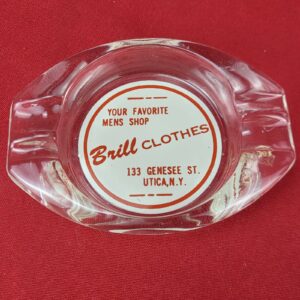 YOUR FAVORITE
MENS SHOP
Brill CLOTHES
133 GENESEE ST.
UTICA, N.Y.